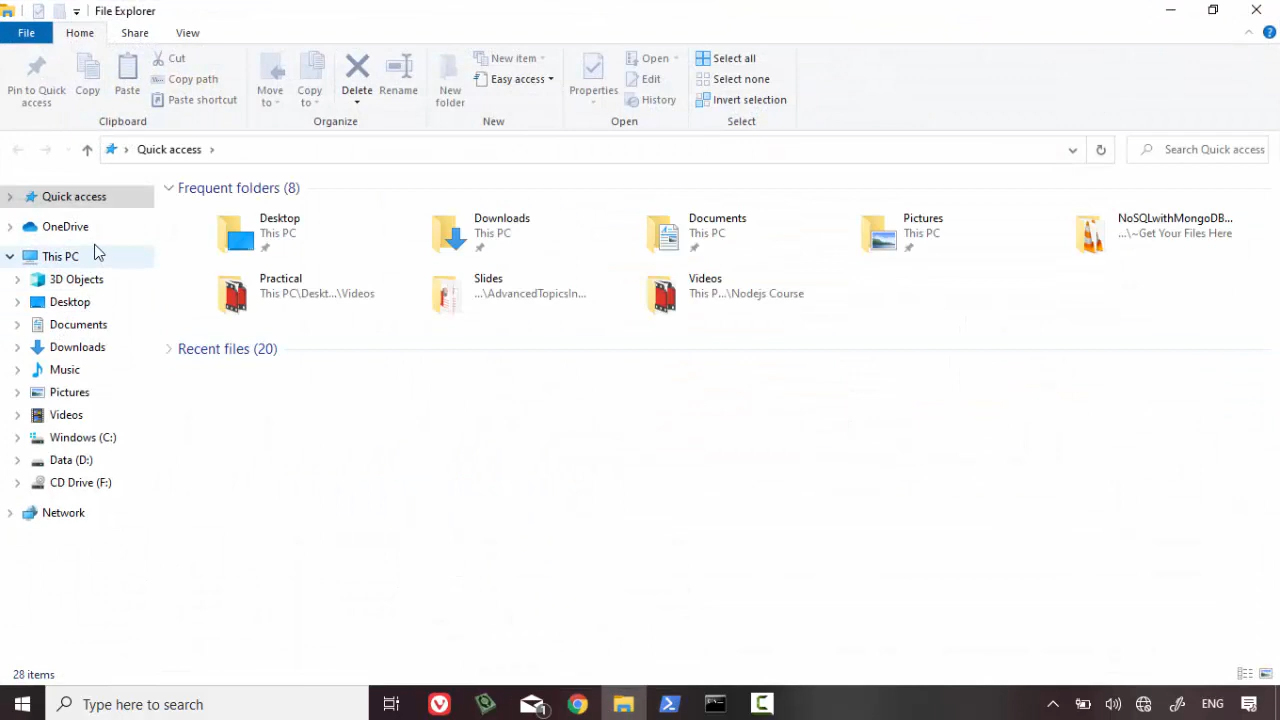 File Explorer
File Home Share View
Pin to Quick access
Copy
Paste
Cut
Copy path
Paste shortcut
Clipboard
Move to
Copy to
Delete
Rename
Organize
New folder
New item
Easy access
New
Properties
Open
Edit
History
Open
Select all
Select none
Invert selection
Select
Quick access
Search Quick access
Quick access
OneDrive
This PC
3D Objects
Desktop
Documents
Downloads
Music
Pictures
Videos
Windows (C:)
Data (D:)
CD Drive (F:)
Network
Frequent folders (8)
Desktop
This PC
Downloads
This PC
Documents
This PC
Pictures
This PC
NoSQLwithMongoDB...
...\~Get Your Files Here
Practical
This PC\Deskt...\Videos
Slides
...\AdvancedTopicsIn...
Videos
This P...\Nodejs Course
Recent files (20)
28 items
Type here to search
1
ENG